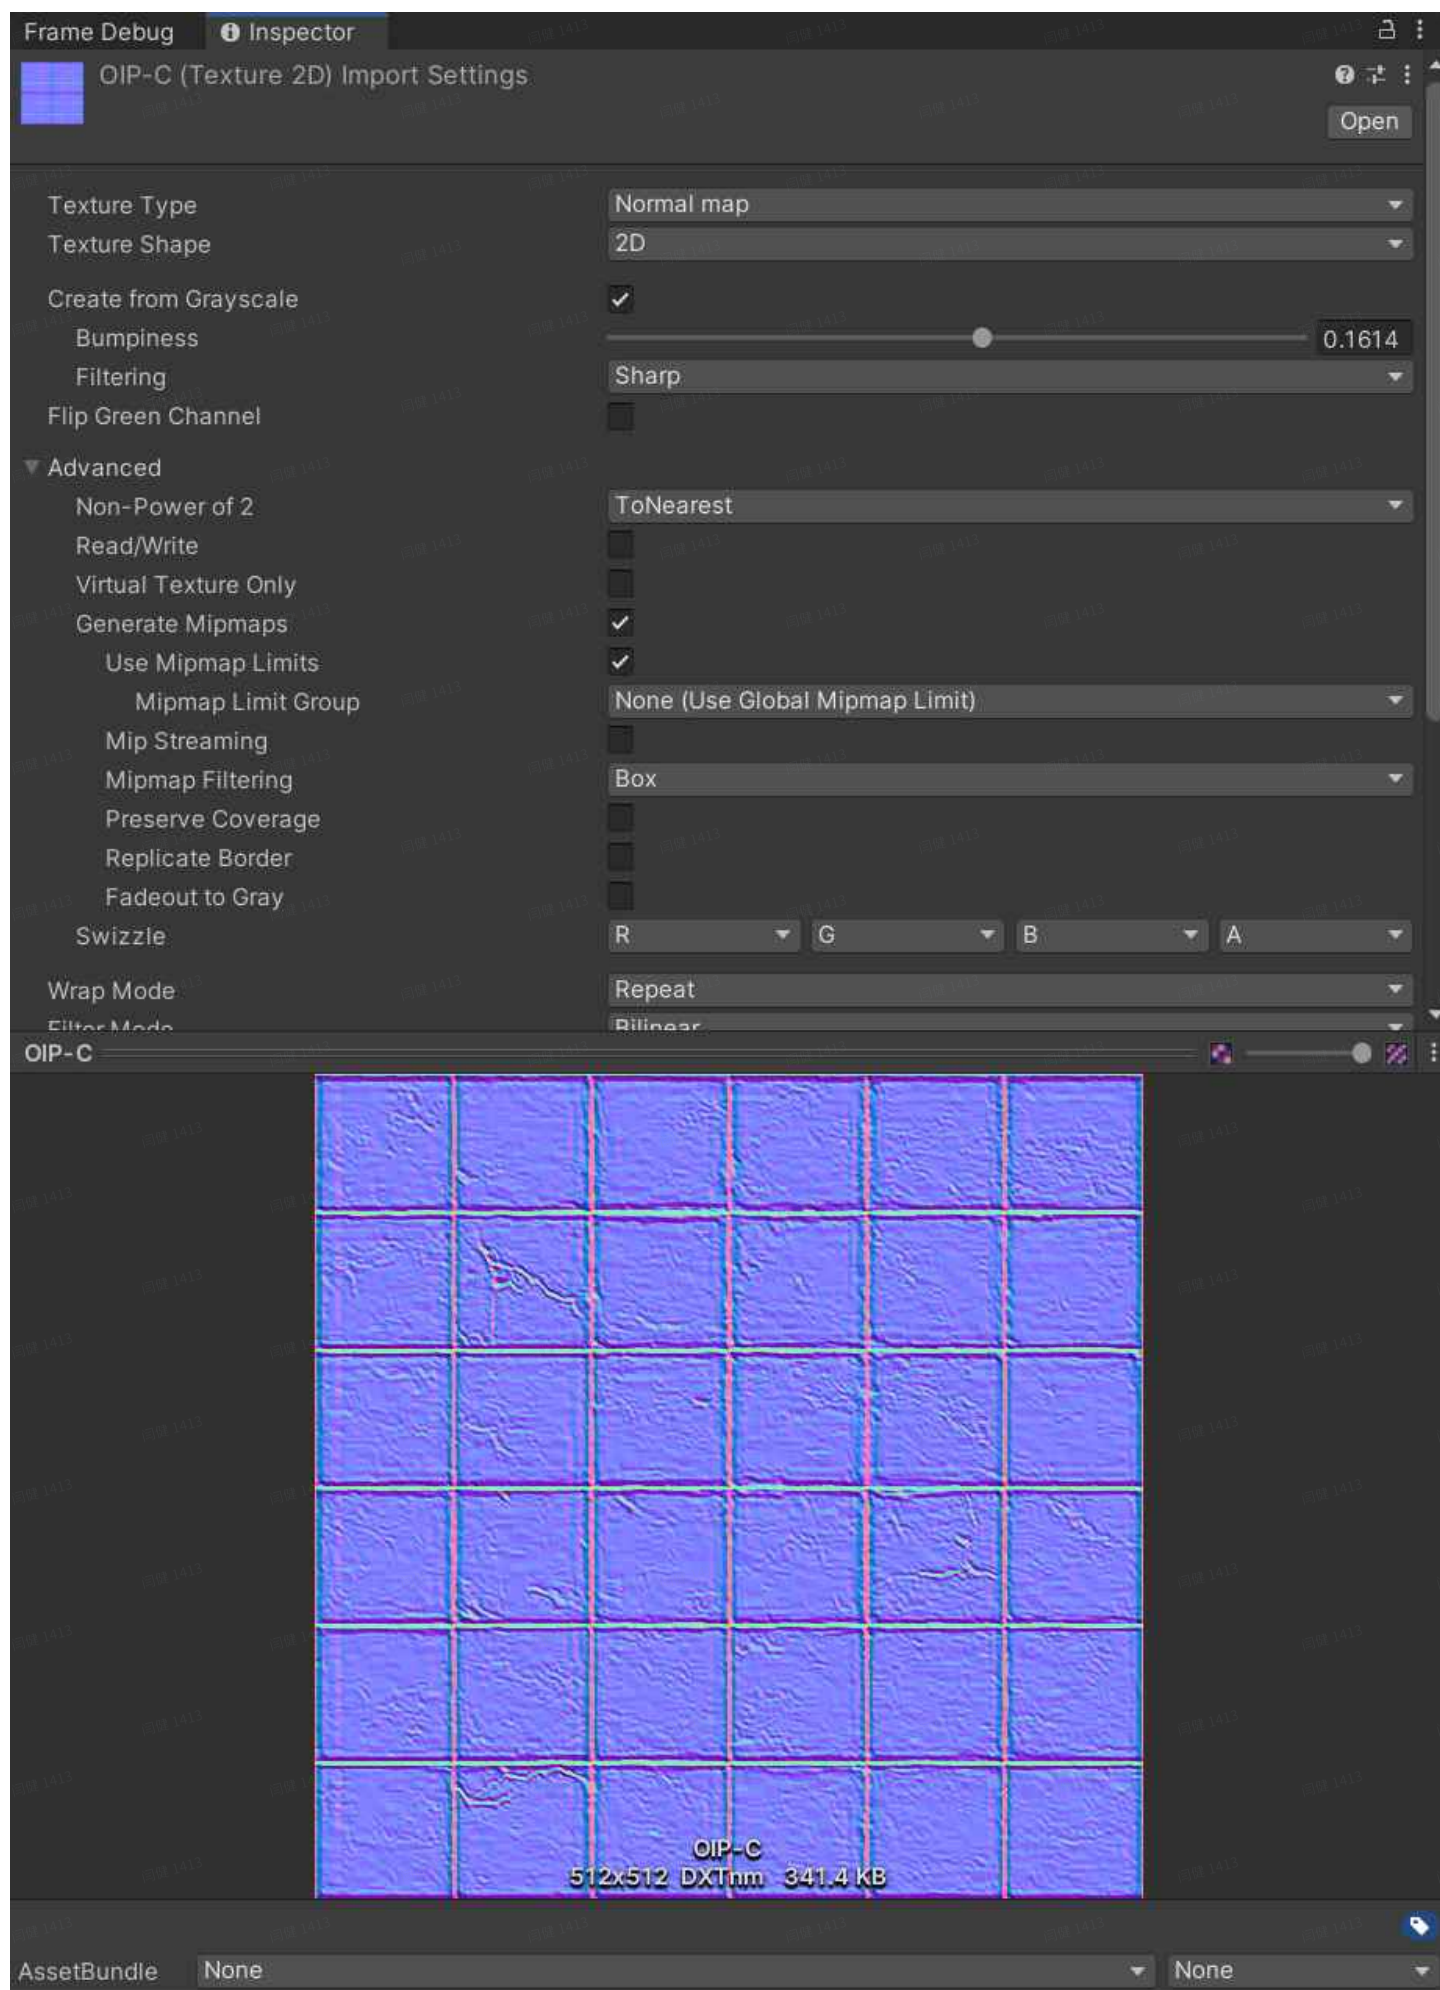 Frame Debug Inspector
OIP-C (Texture 2D) Import Settings
Open
Texture Type Normal map
Texture Shape 2D
Create from Grayscale
Bumpiness 0.1614
Filtering Sharp
Flip Green Channel
Advanced
Non-Power of 2 ToNearest
Read/Write
Virtual Texture Only
Generate Mipmaps
Use Mipmap Limits
Mipmap Limit Group None (Use Global Mipmap Limit)
Mip Streaming
Mipmap Filtering Box
Preserve Coverage
Replicate Border
Fadeout to Gray
Swizzle R G B A
Wrap Mode Repeat
Filter Mode Bilinear
OIP-C
OIP-C
512x512 DXTnm 341.4 KB
AssetBundle None None